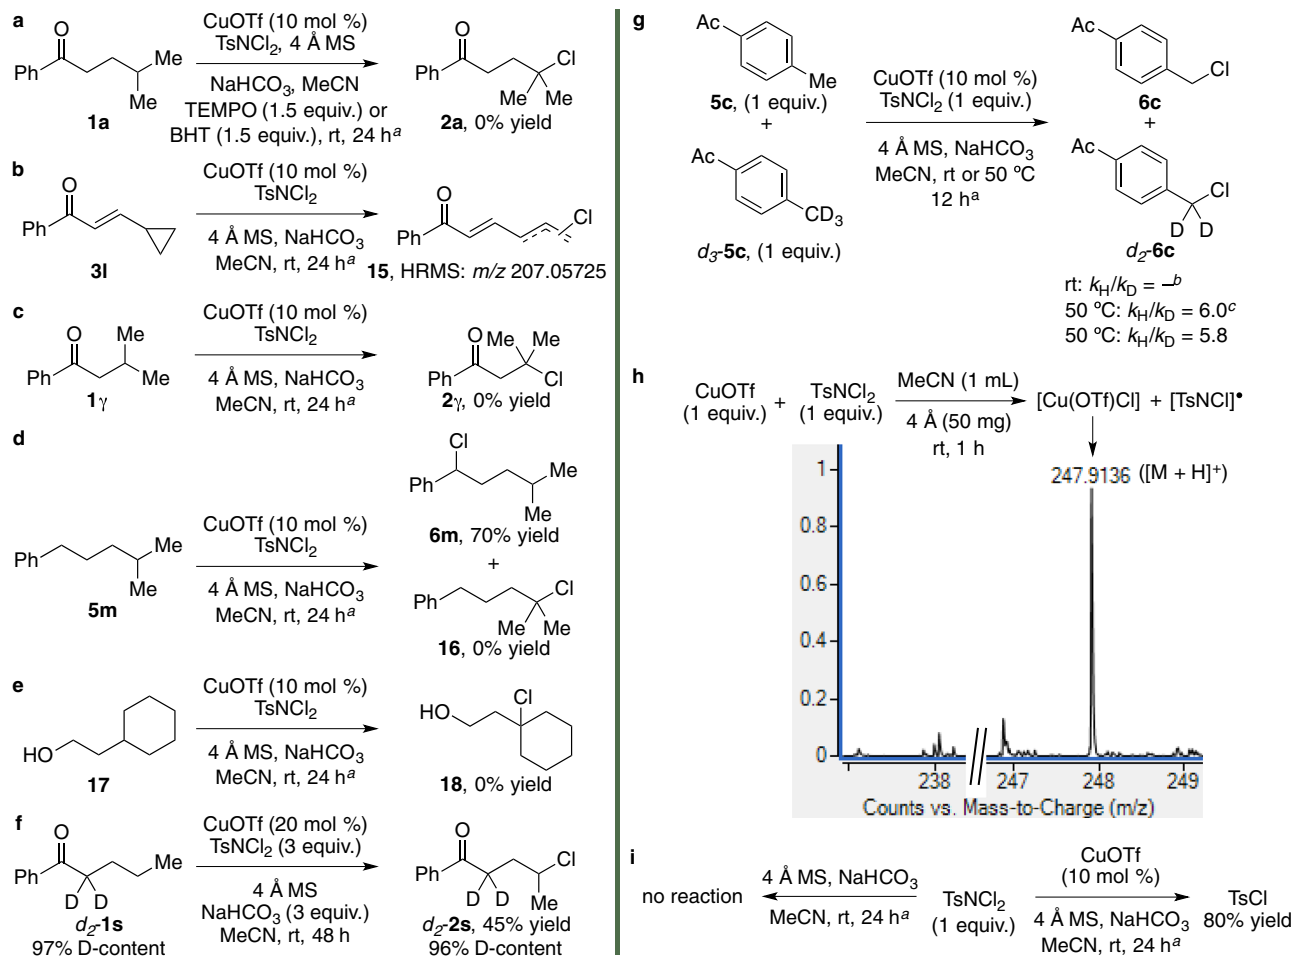 a
O
Ph
Me
Me
1a
CuOTf (10 mol %)
TsNCl2, 4 Å MS
NaHCO3, MeCN
TEMPO (1.5 equiv.) or
BHT (1.5 equiv.), rt, 24 hᵃ
O
Ph
Cl
Me Me
2a, 0% yield
b
O
Ph
3l
CuOTf (10 mol %)
TsNCl2
4 Å MS, NaHCO3
MeCN, rt, 24 hᵃ
O
Ph
Cl
15, HRMS: m/z 207.05725
c
O
Me
Ph
Me
1γ
CuOTf (10 mol %)
TsNCl2
4 Å MS, NaHCO3
MeCN, rt, 24 hᵃ
O
Me
Me
Ph
Cl
2γ, 0% yield
d
Ph
Me
Me
5m
CuOTf (10 mol %)
TsNCl2
4 Å MS, NaHCO3
MeCN, rt, 24 hᵃ
Cl
Me
Ph
Me
6m, 70% yield
+
Ph
Cl
Me Me
16, 0% yield
e
HO
17
CuOTf (10 mol %)
TsNCl2
4 Å MS, NaHCO3
MeCN, rt, 24 hᵃ
HO
Cl
18, 0% yield
f
O
Me
Ph
D D
d2-1s
97% D-content
CuOTf (20 mol %)
TsNCl2 (3 equiv.)
4 Å MS
NaHCO3 (3 equiv.)
MeCN, rt, 48 h
O
Cl
Ph
D D Me
d2-2s, 45% yield
96% D-content
g
Ac
Me
5c, (1 equiv.)
+
Ac
CD3
d3-5c, (1 equiv.)
CuOTf (10 mol %)
TsNCl2 (1 equiv.)
4 Å MS, NaHCO3
MeCN, rt or 50 ºC
12 hᵃ
Ac
Cl
6c
+
Ac
Cl
D D
d2-6c
rt: kH/kD = –ᵇ
50 ºC: kH/kD = 6.0ᶜ
50 ºC: kH/kD = 5.8
h
CuOTf
(1 equiv.)
+
TsNCl2
(1 equiv.)
MeCN (1 mL)
4 Å (50 mg)
rt, 1 h
[Cu(OTf)Cl] + [TsNCl]•
247.9136 ([M + H]⁺)
1
0.8
0.6
0.4
0.2
0
238 247 248 249
Counts vs. Mass-to-Charge (m/z)
i
no reaction
4 Å MS, NaHCO3
MeCN, rt, 24 hᵃ
TsNCl2
(1 equiv.)
CuOTf
(10 mol %)
4 Å MS, NaHCO3
MeCN, rt, 24 hᵃ
TsCl
80% yield